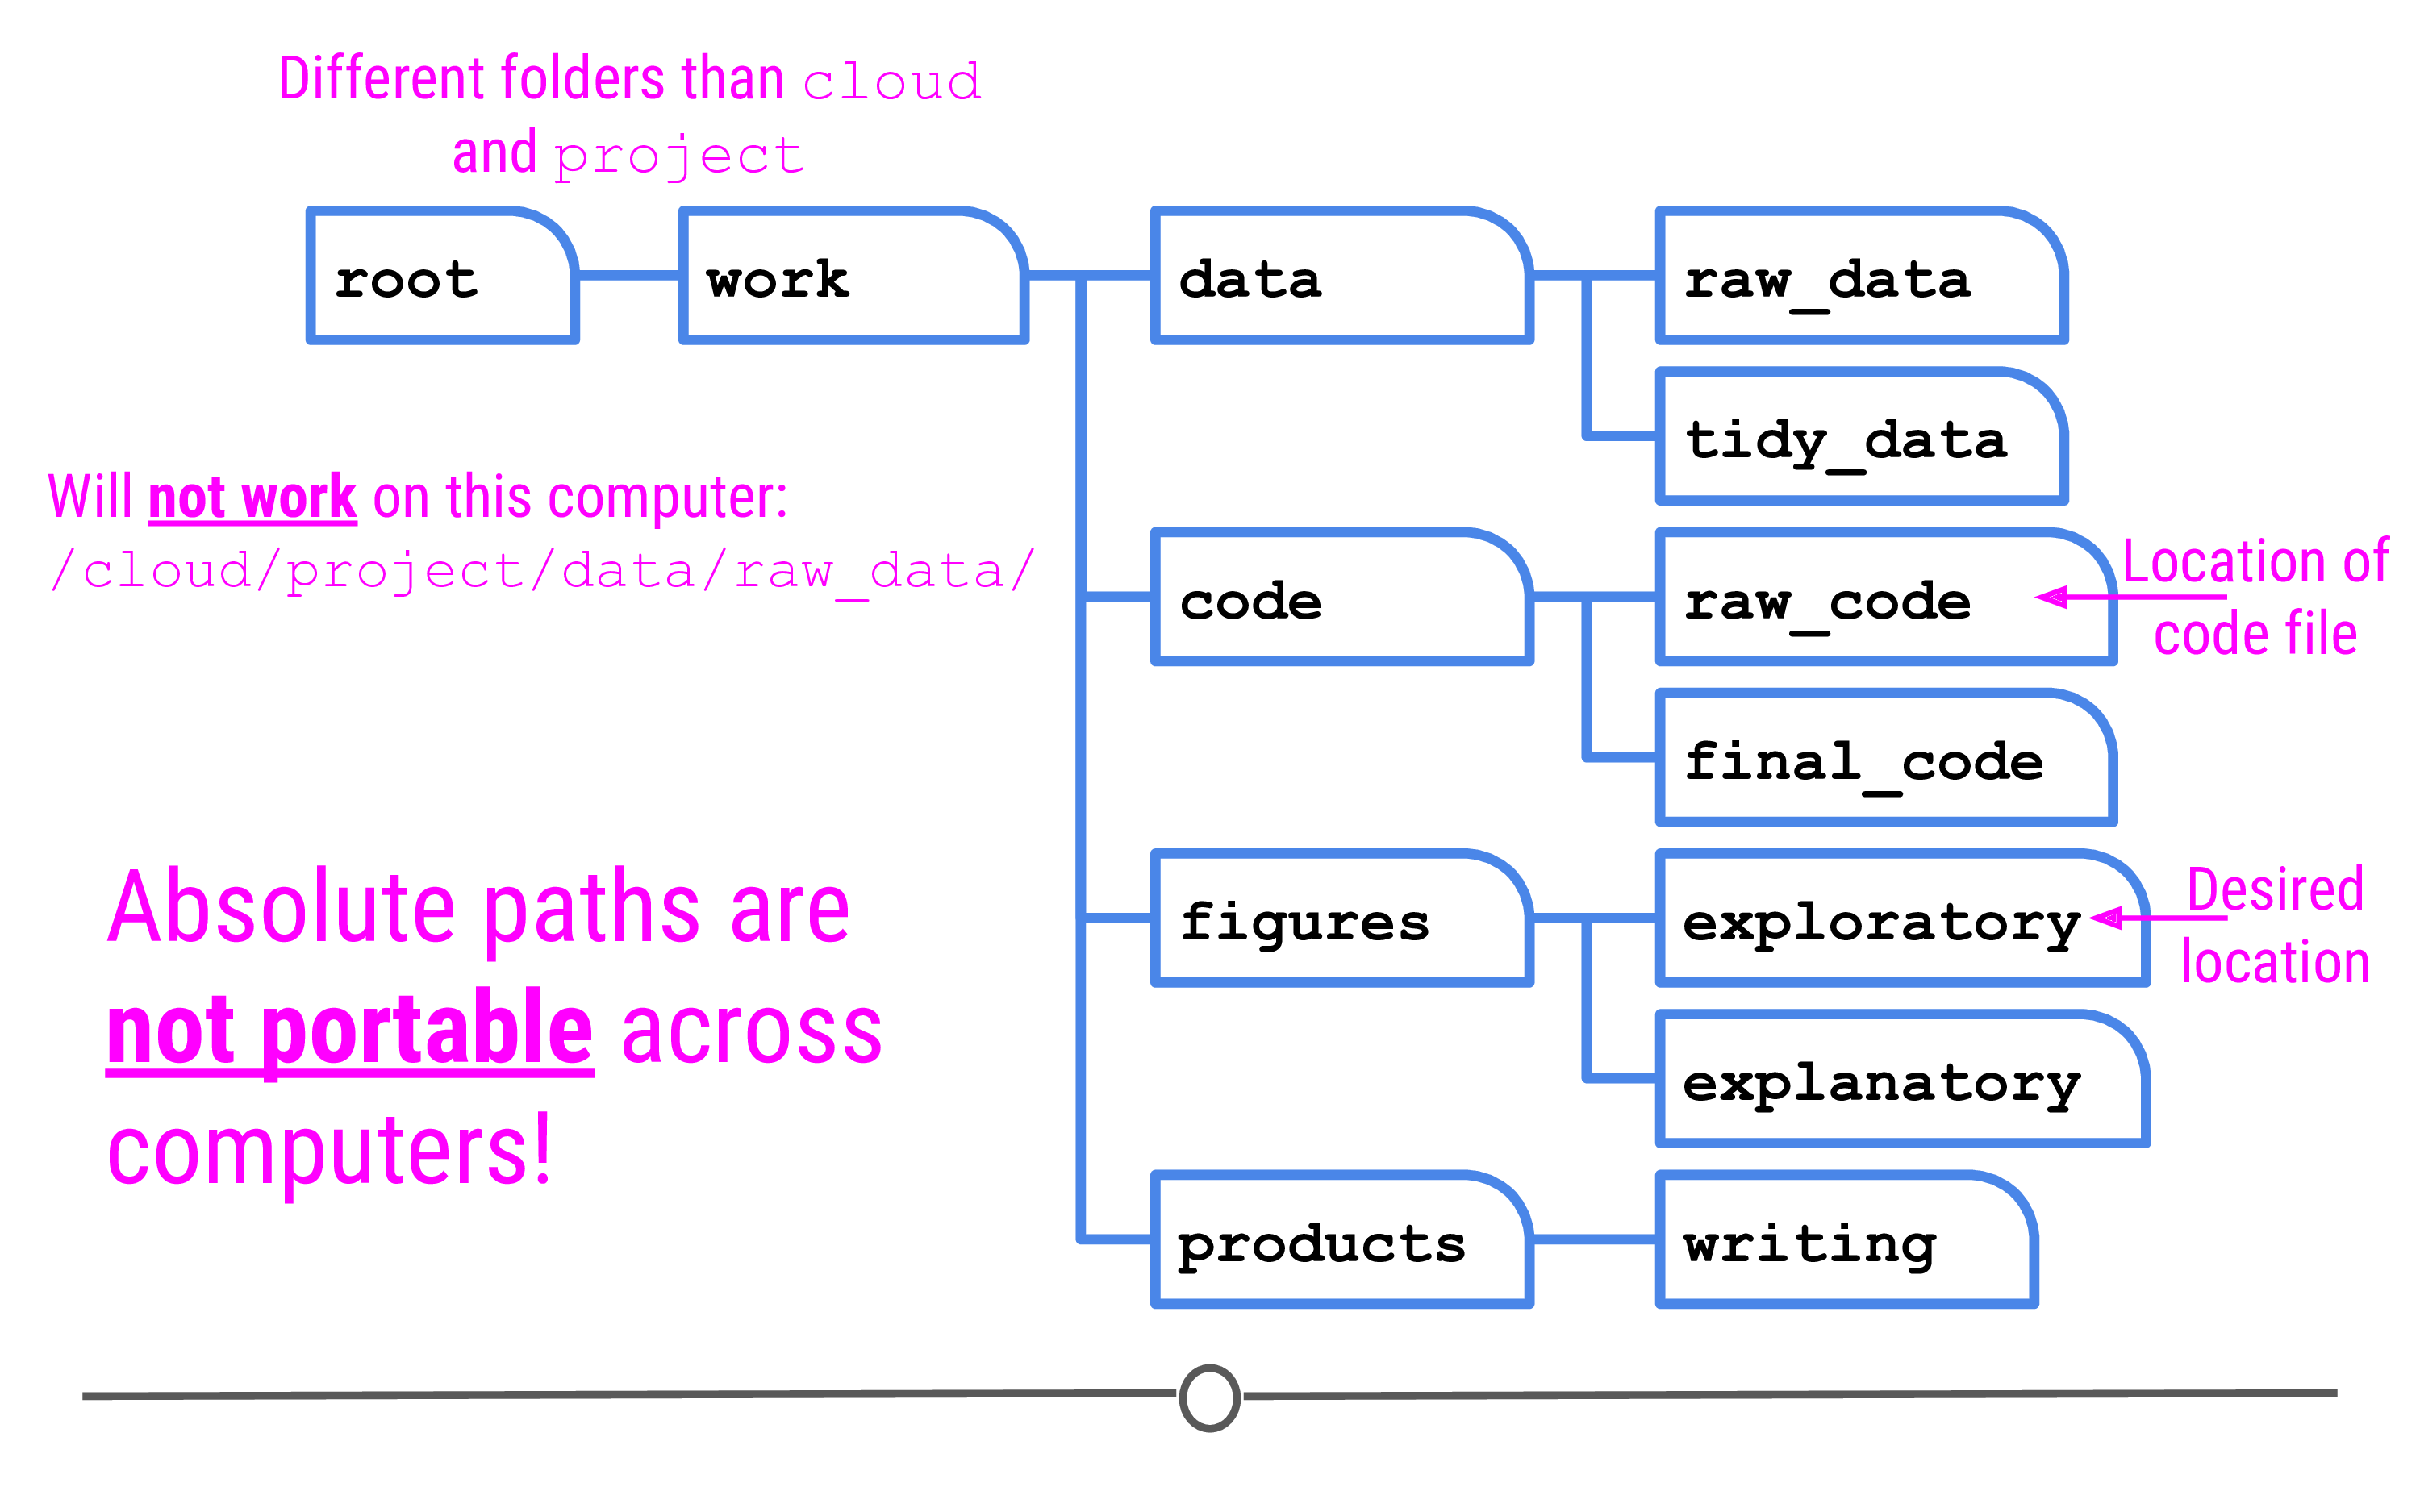 Different folders than cloud
and project
root
work
data
raw_data
tidy_data
Will not work on this computer:
/cloud/project/data/raw_data/
code
raw_code
Location of
code file
final_code
Absolute paths are
not portable across
computers!
figures
exploratory
Desired
location
explanatory
products
writing